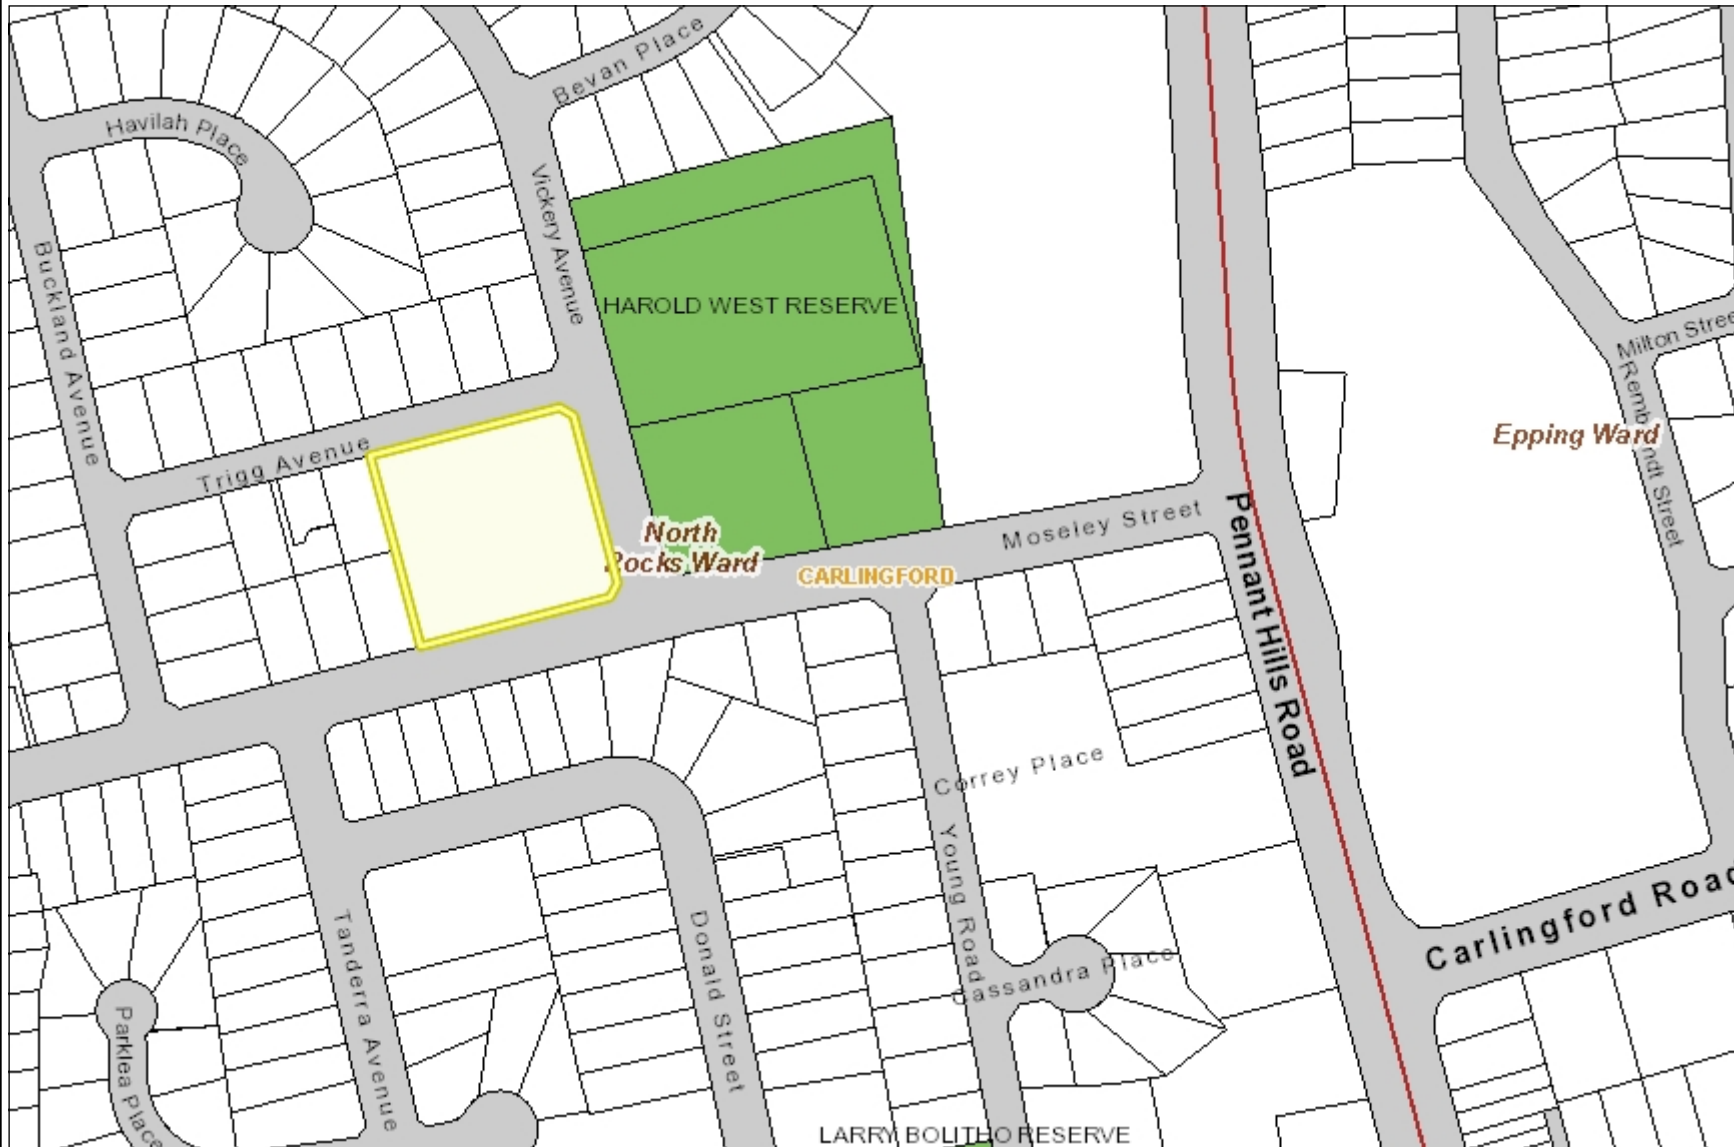 Bevan Place
Havilah Place
Vickery Avenue
Buckland Avenue
HAROLD WEST RESERVE
Milton Stree
Trigg Avenue
Epping Ward
Rembrandt Street
North
Rocks Ward
Moseley Street
CARLINGFORD
Pennant Hills Road
Correy Place
Young Road
Carlingford Road
Tanderra Avenue
Donald Street
Cassandra Place
Parklea Place
LARRY BOLITHO RESERVE